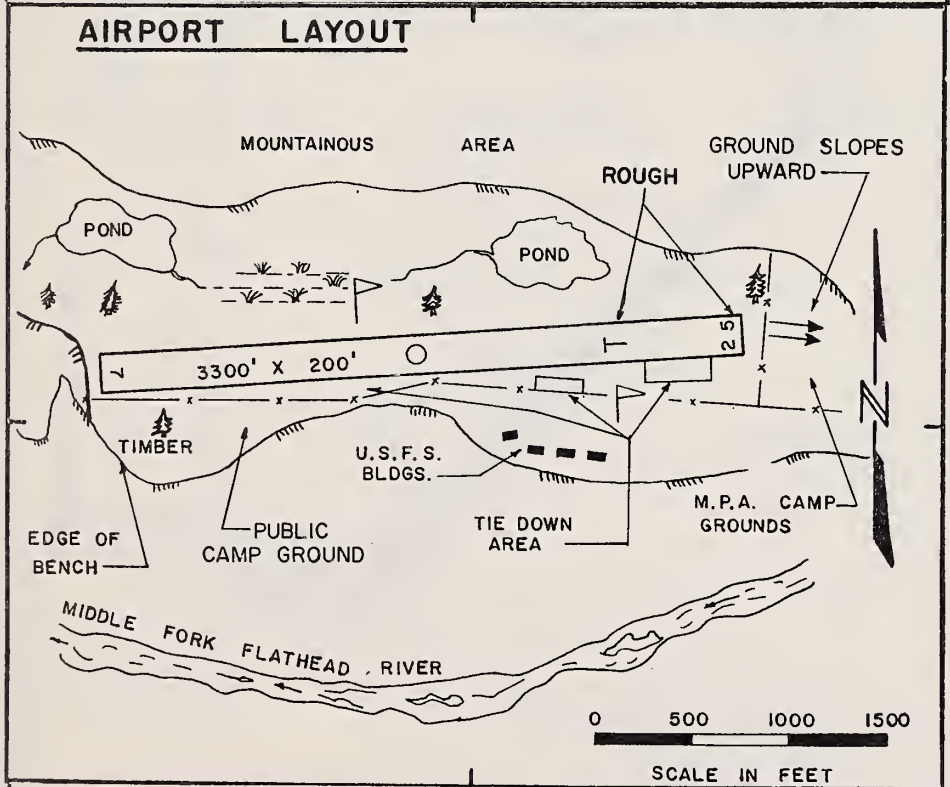 AIRPORT LAYOUT
MOUNTAINOUS AREA
GROUND SLOPES
UPWARD
ROUGH
POND
POND
7
3300' X 200'
T
25
N
TIMBER
U.S.F.S.
BLDGS.
M.P.A. CAMP
GROUNDS
TIE DOWN
AREA
PUBLIC
CAMP GROUND
EDGE OF
BENCH
MIDDLE FORK FLATHEAD RIVER
0 500 1000 1500
SCALE IN FEET